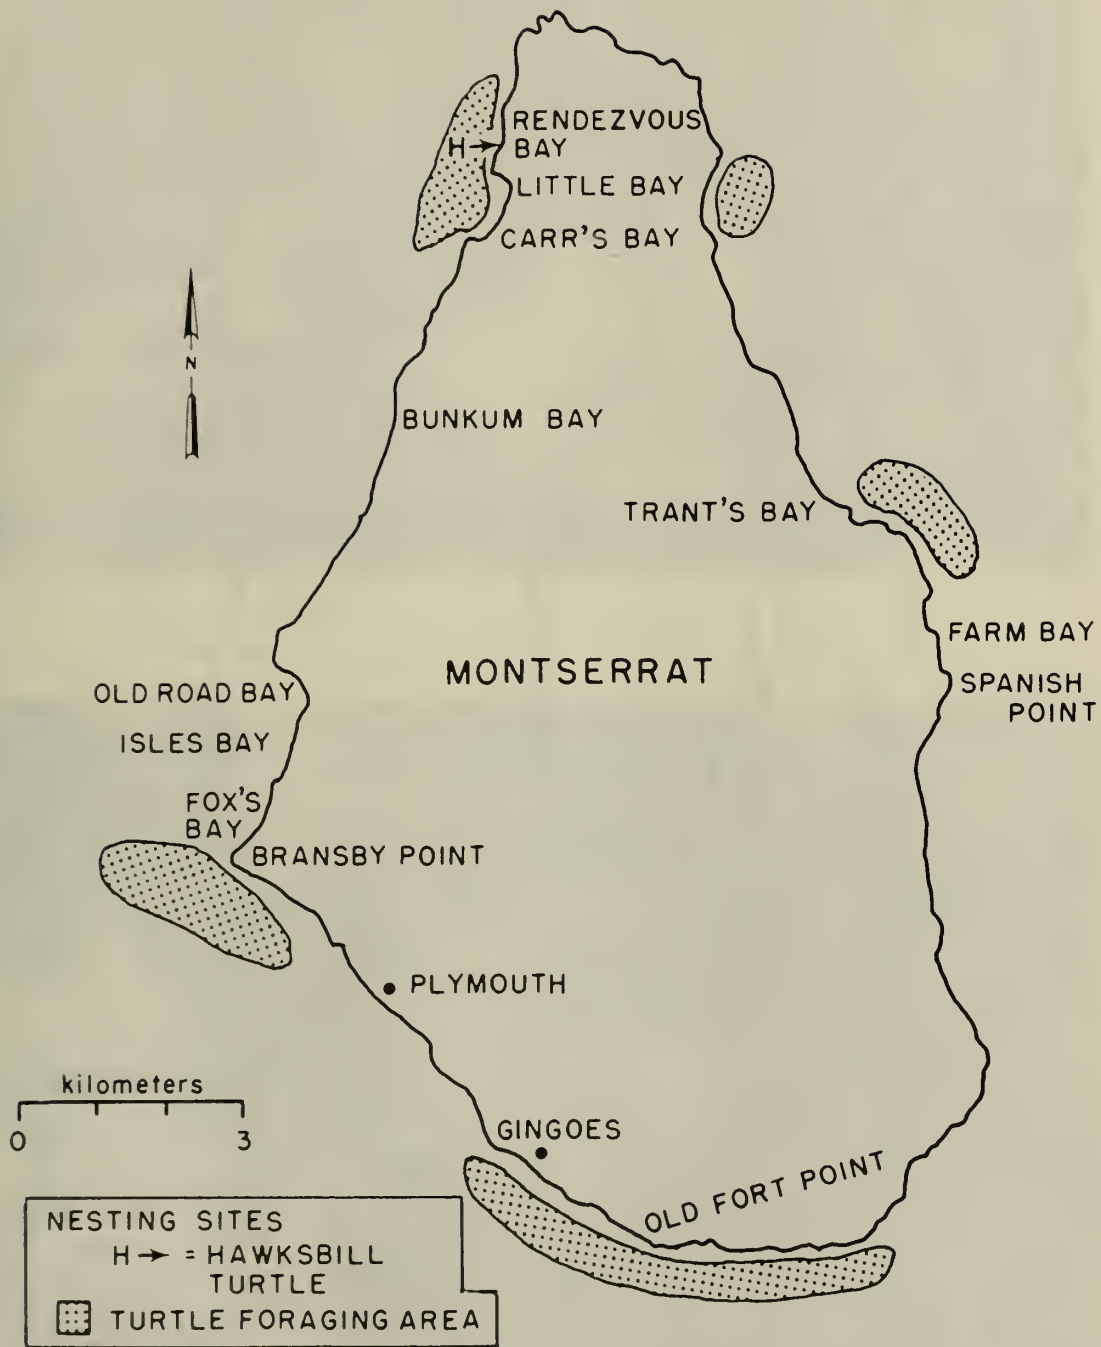 RENDEZVOUS
BAY
H →
LITTLE BAY
CARR'S BAY
N
BUNKUM BAY
TRANT'S BAY
FARM BAY
MONTSERRAT
SPANISH
POINT
OLD ROAD BAY
ISLES BAY
FOX'S
BAY
BRANSBY POINT
PLYMOUTH
kilometers
0 3
GINGOES
OLD FORT POINT
NESTING SITES
H → = HAWKSBILL
TURTLE
TURTLE FORAGING AREA